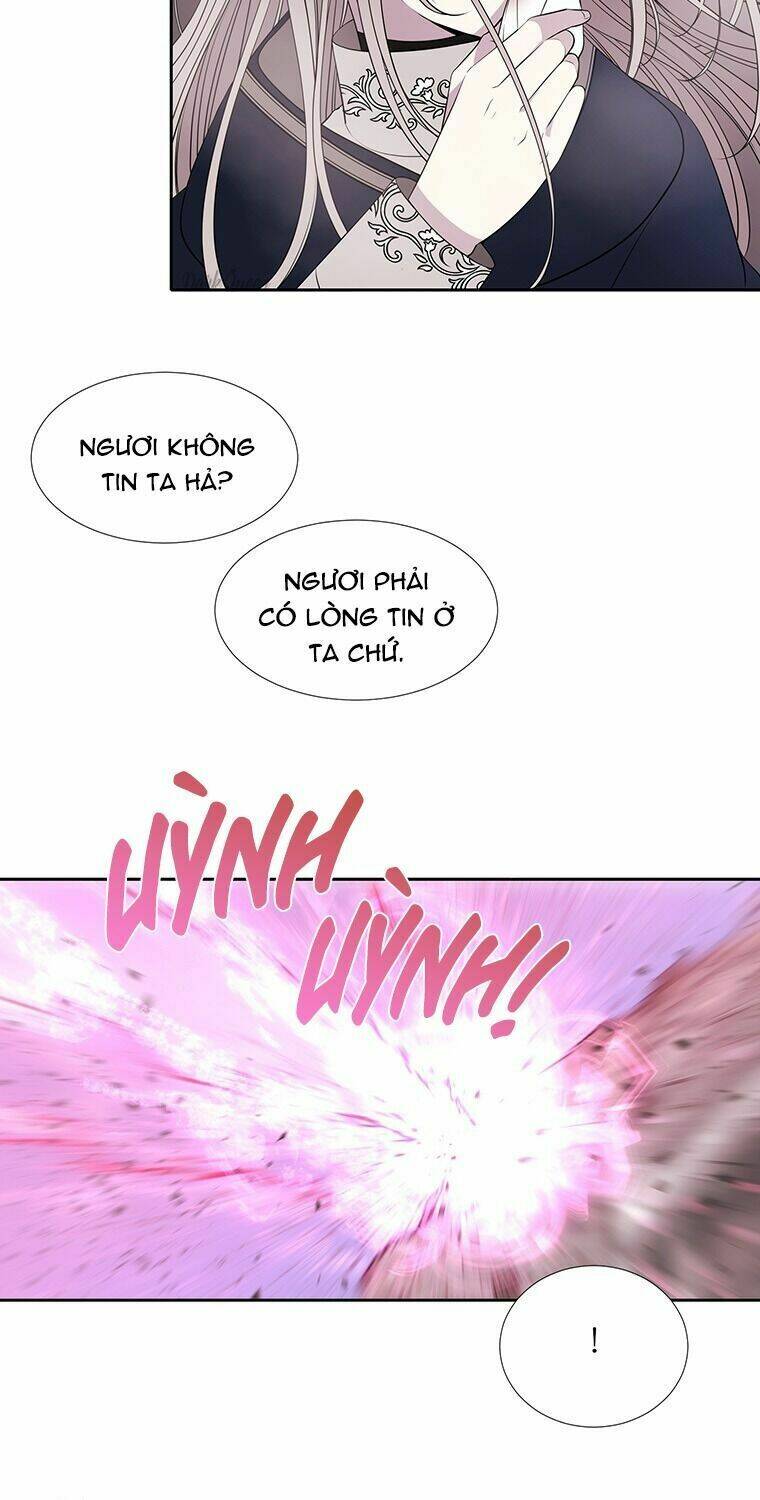 NGƯƠI KHÔNG
TIN TA HẢ?
NGƯƠI PHẢI
CÓ LÒNG TIN Ở
TA CHỨ.
UỲNH
UỲNH!
!